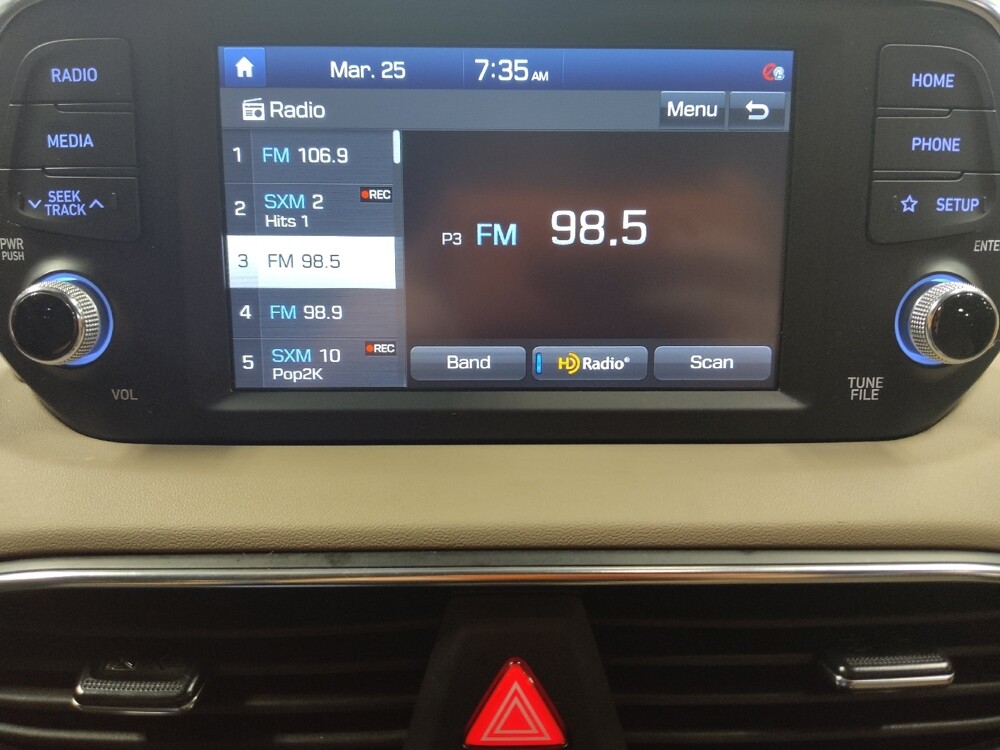 RADIO
MEDIA
SEEK
TRACK
PWR
PUSH
VOL
Mar. 25
7:35 AM
Radio
Menu
1 FM 106.9
2 SXM 2 REC
Hits 1
3 FM 98.5
4 FM 98.9
5 SXM 10 REC
Pop2K
P3 FM 98.5
Band
HD Radio®
Scan
HOME
PHONE
SETUP
ENTE
TUNE
FILE